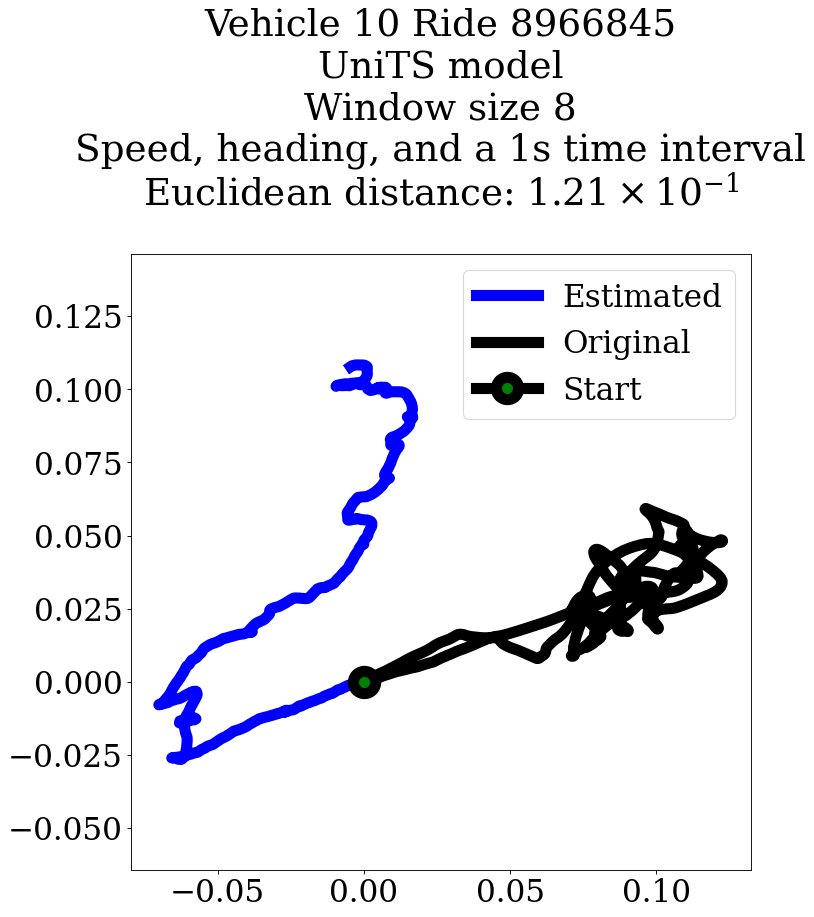 Vehicle 10 Ride 8966845
UniTS model
Window size 8
Speed, heading, and a 1s time interval
Euclidean distance: 1.21 × 10⁻¹
Estimated
Original
Start
0.125
0.100
0.075
0.050
0.025
0.000
−0.025
−0.050
−0.05 0.00 0.05 0.10